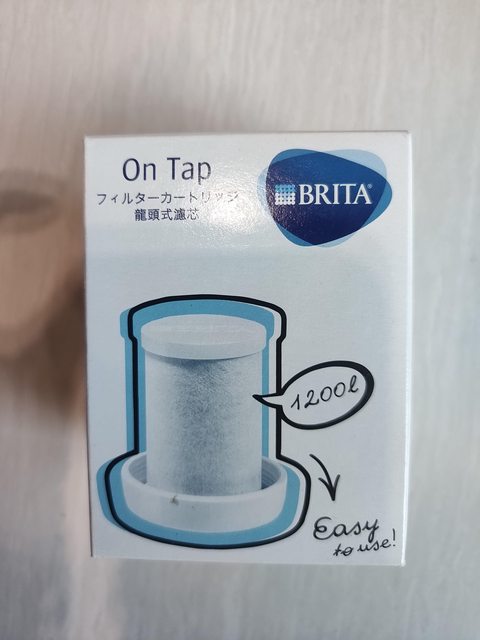 On Tap
フィルターカートリッジ
龍頭式濾芯
BRITA®
1200l
Easy
to use!